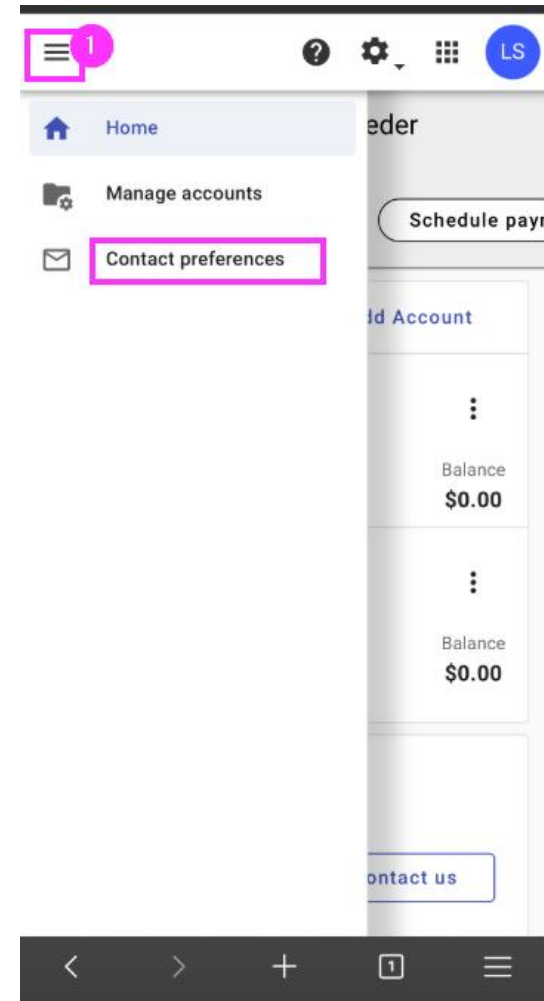 1
LS
Home
eder
Manage accounts
Schedule payr
Contact preferences
dd Account
Balance
$0.00
Balance
$0.00
ontact us
1